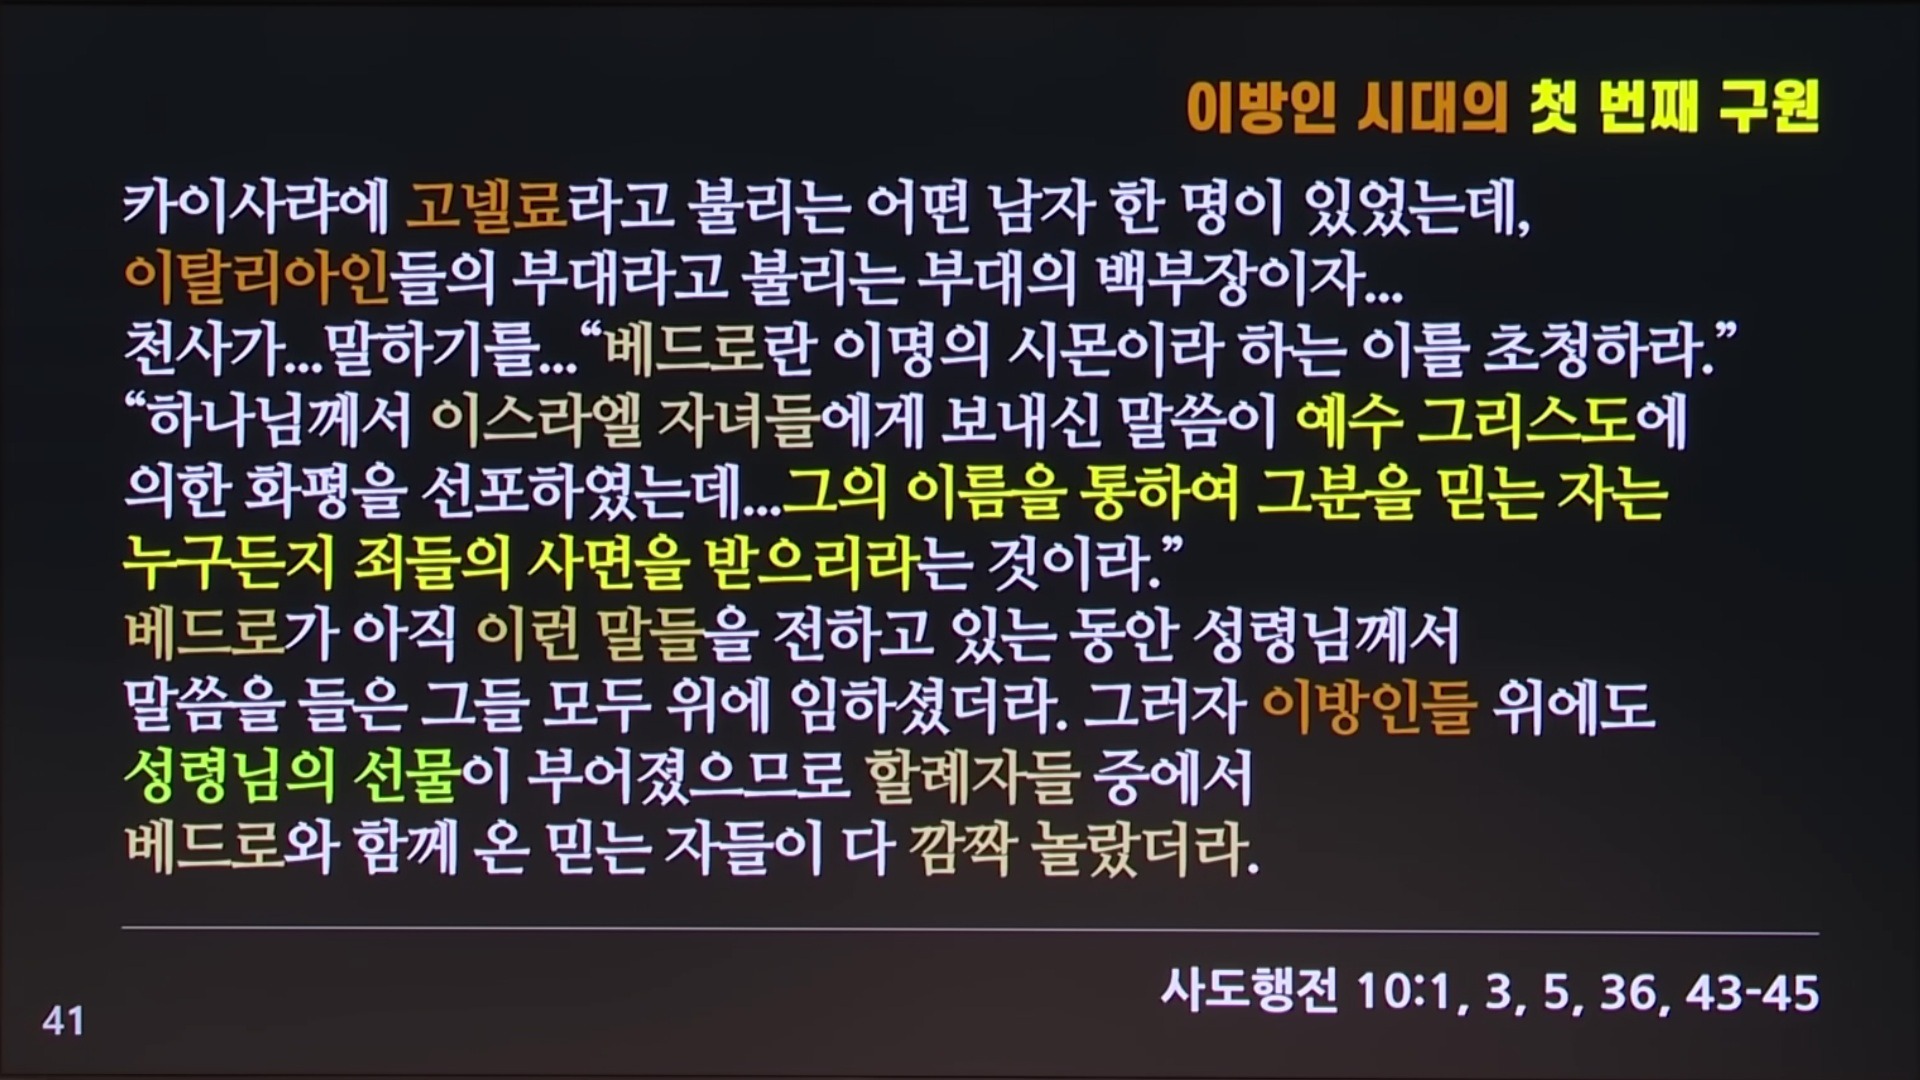 이방인 시대의 첫 번째 구원
카이사랴에 고넬료라고 불리는 어떤 남자 한 명이 있었는데,
이탈리아인들의 부대라고 불리는 부대의 백부장이자...
천사가...말하기를...“베드로란 이명의 시몬이라 하는 이를 초청하라.”
“하나님께서 이스라엘 자녀들에게 보내신 말씀이 예수 그리스도에
의한 화평을 선포하였는데...그의 이름을 통하여 그분을 믿는 자는
누구든지 죄들의 사면을 받으리라는 것이라.”
베드로가 아직 이런 말들을 전하고 있는 동안 성령님께서
말씀을 들은 그들 모두 위에 임하셨더라. 그러자 이방인들 위에도
성령님의 선물이 부어졌으므로 할례자들 중에서
베드로와 함께 온 믿는 자들이 다 깜짝 놀랐더라.
사도행전 10:1, 3, 5, 36, 43-45
41